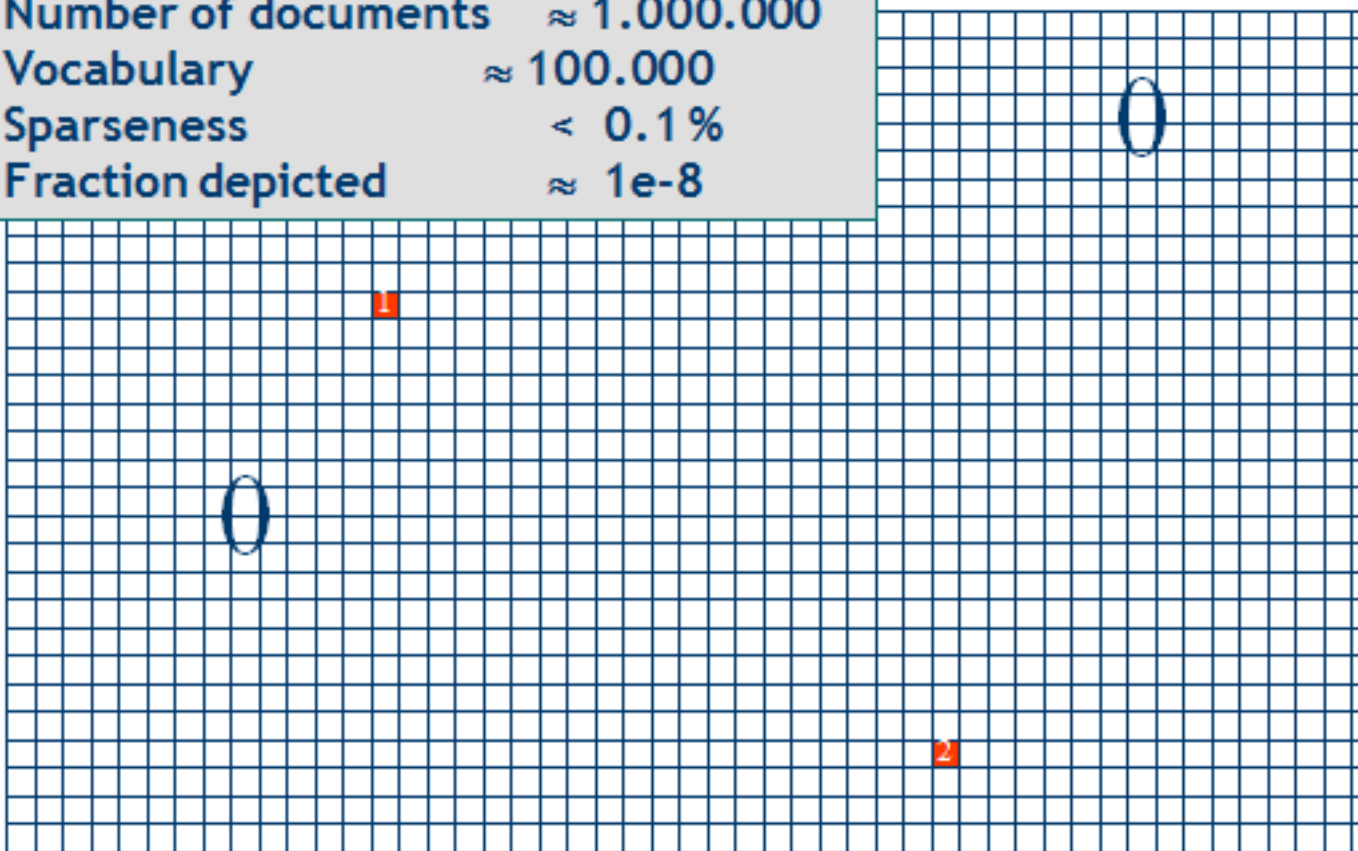 Number of documents ≈ 1.000.000
Vocabulary ≈ 100.000
Sparseness < 0.1%
Fraction depicted ≈ 1e-8
0
1
0
2